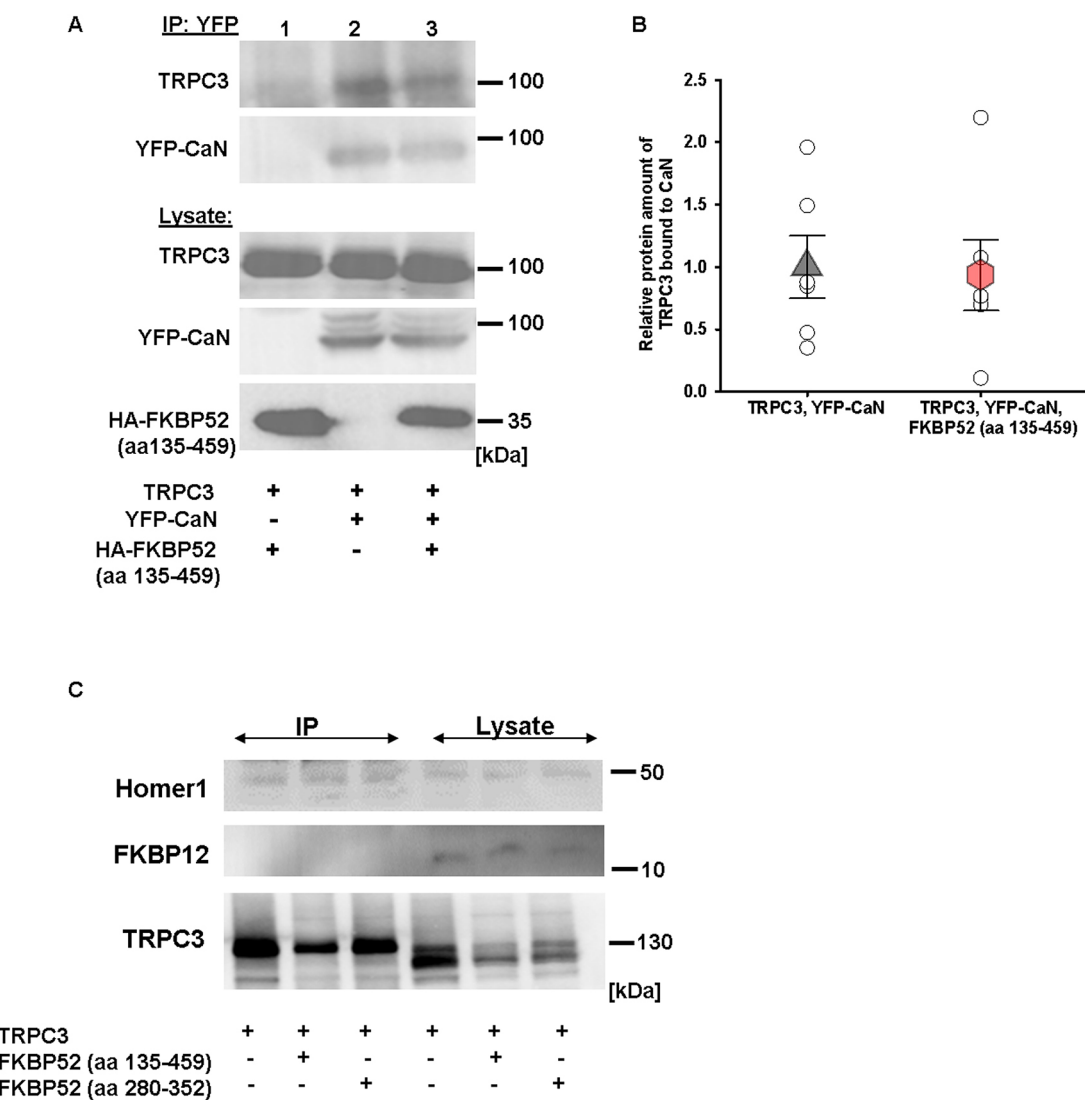 A
IP: YFP 1 2 3
TRPC3 100
YFP-CaN 100
Lysate:
TRPC3 100
YFP-CaN 100
HA-FKBP52 35
(aa135-459)
[kDa]
TRPC3 + + +
YFP-CaN - + +
HA-FKBP52 + - +
(aa 135-459)
B
Relative protein amount of
TRPC3 bound to CaN
2.5
2.0
1.5
1.0
0.5
0.0
TRPC3, YFP-CaN
TRPC3, YFP-CaN,
FKBP52 (aa 135-459)
C
IP Lysate
Homer1 50
FKBP12 10
TRPC3 130
[kDa]
TRPC3 + + + + + +
FKBP52 (aa 135-459) - + - - + -
FKBP52 (aa 280-352) - - + - - +